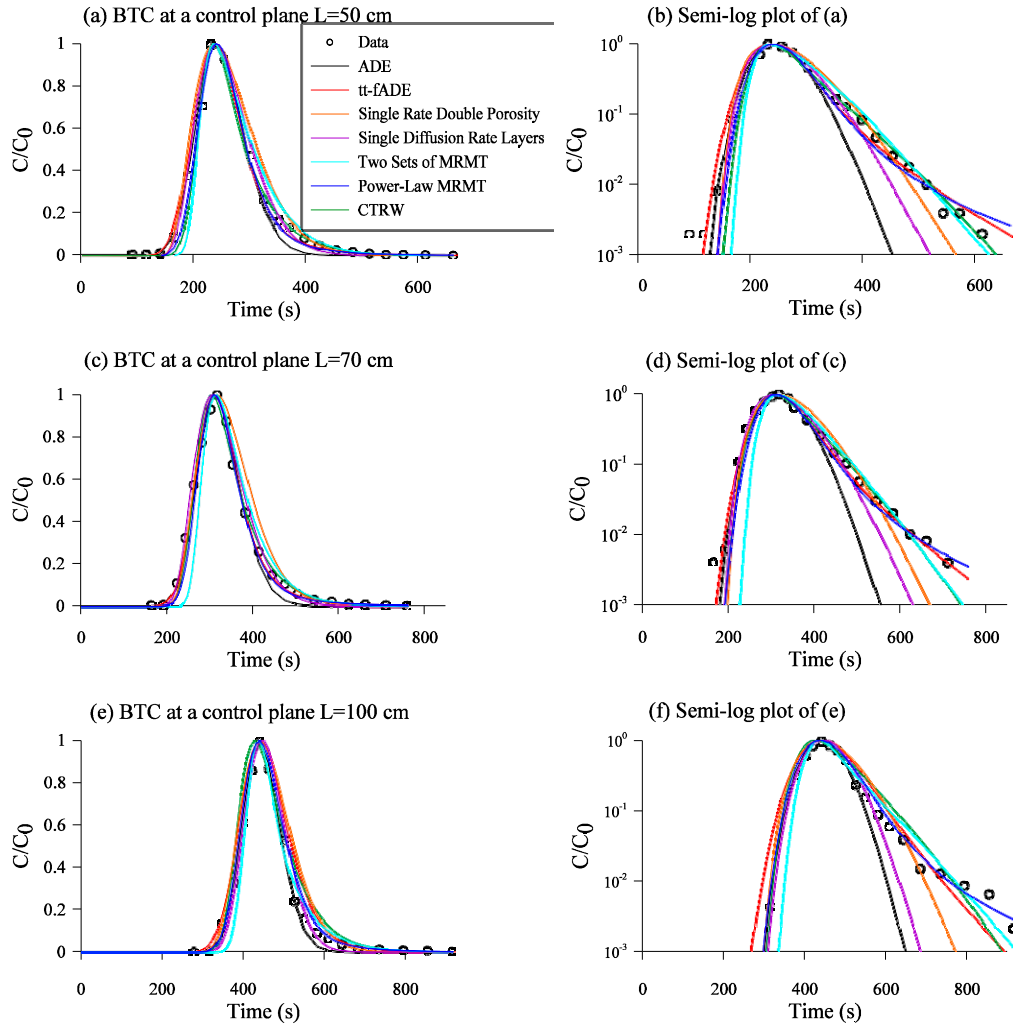 (a) BTC at a control plane L=50 cm
(b) Semi-log plot of (a)
Data
ADE
tt-fADE
Single Rate Double Porosity
Single Diffusion Rate Layers
Two Sets of MRMT
Power-Law MRMT
CTRW
C/C0
1
0.8
0.6
0.4
0.2
0
0 200 400 600
Time (s)
C/C0
10^0
10^-1
10^-2
10^-3
0 200 400 600
Time (s)
(c) BTC at a control plane L=70 cm
(d) Semi-log plot of (c)
C/C0
1
0.8
0.6
0.4
0.2
0
0 200 400 600 800
Time (s)
C/C0
10^0
10^-1
10^-2
10^-3
0 200 400 600 800
Time (s)
(e) BTC at a control plane L=100 cm
(f) Semi-log plot of (e)
C/C0
1
0.8
0.6
0.4
0.2
0
0 200 400 600 800
Time (s)
C/C0
10^0
10^-1
10^-2
10^-3
0 200 400 600 800
Time (s)